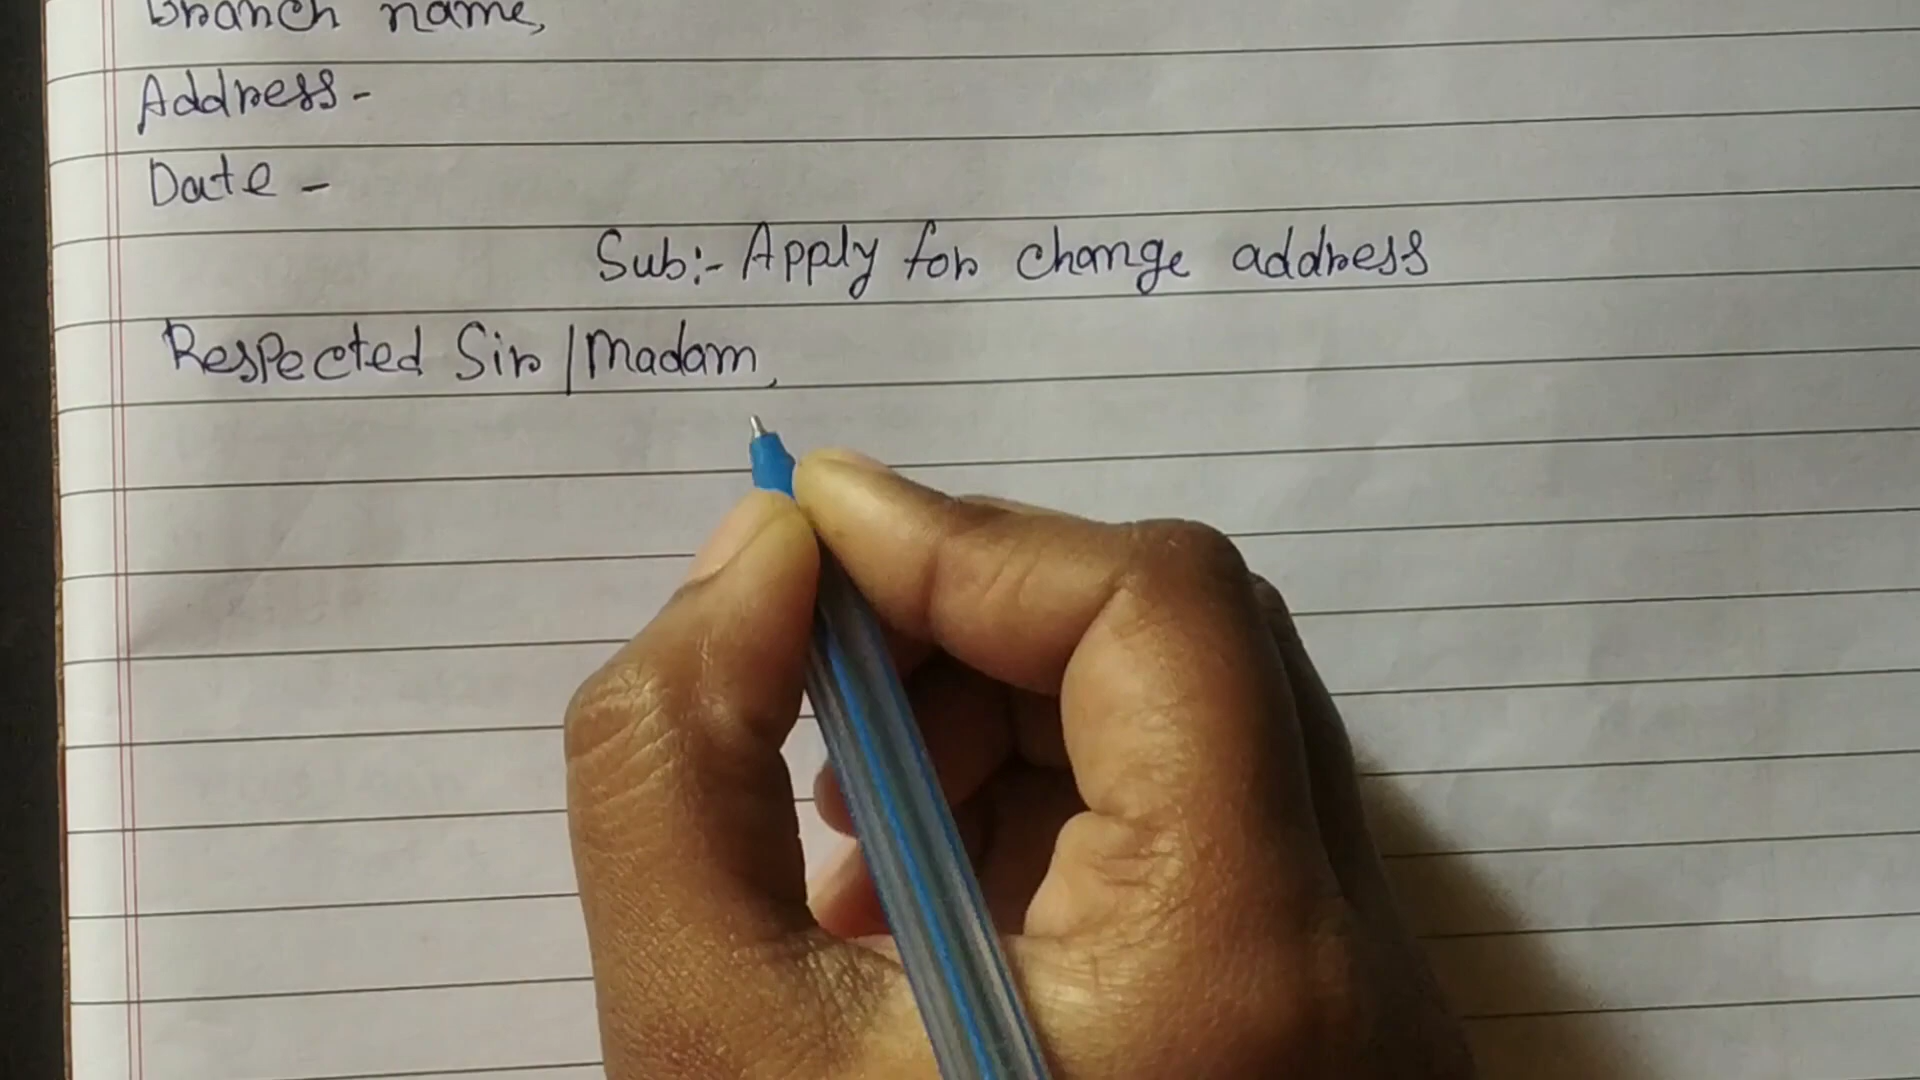 Branch name,
Address-
Date -
Sub:- Apply for change address
Respected Sir/Madam,